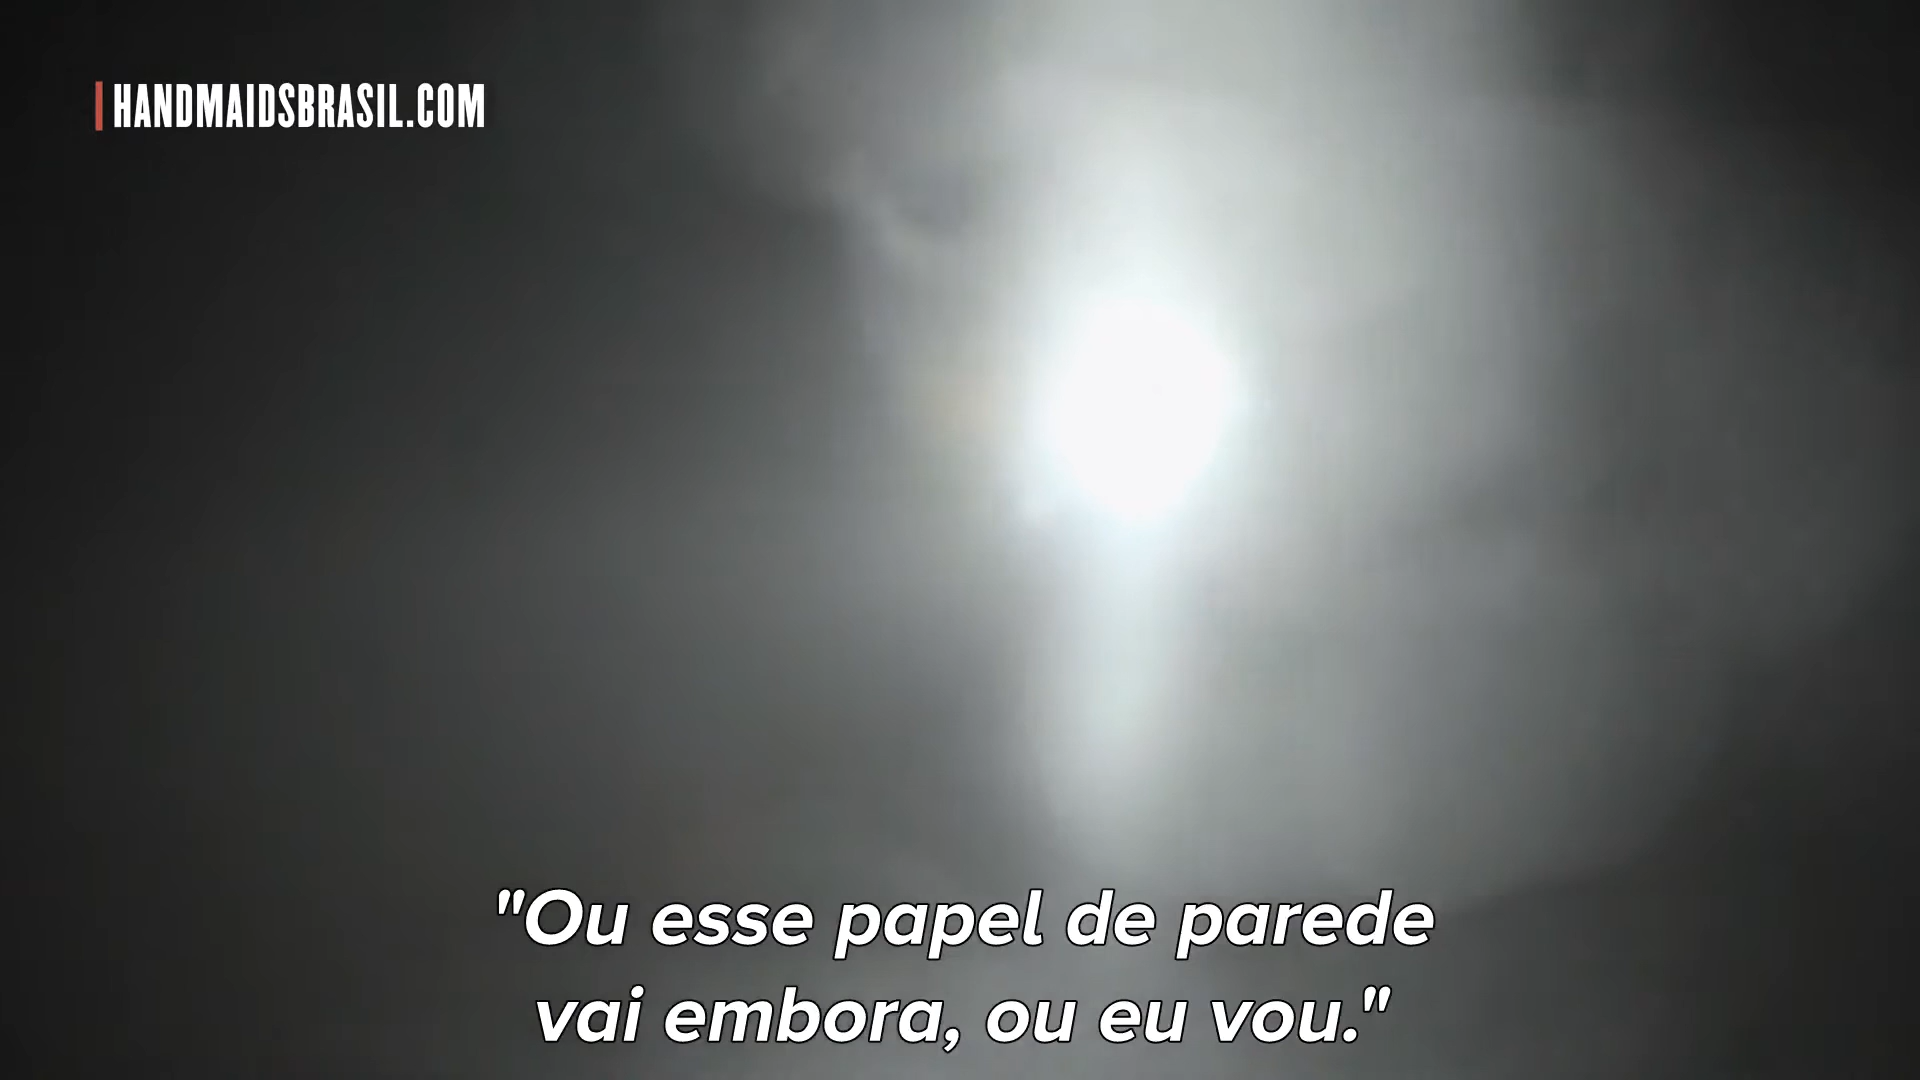 HANDMAIDSBRASIL.COM
"Ou esse papel de parede
vai embora, ou eu vou."